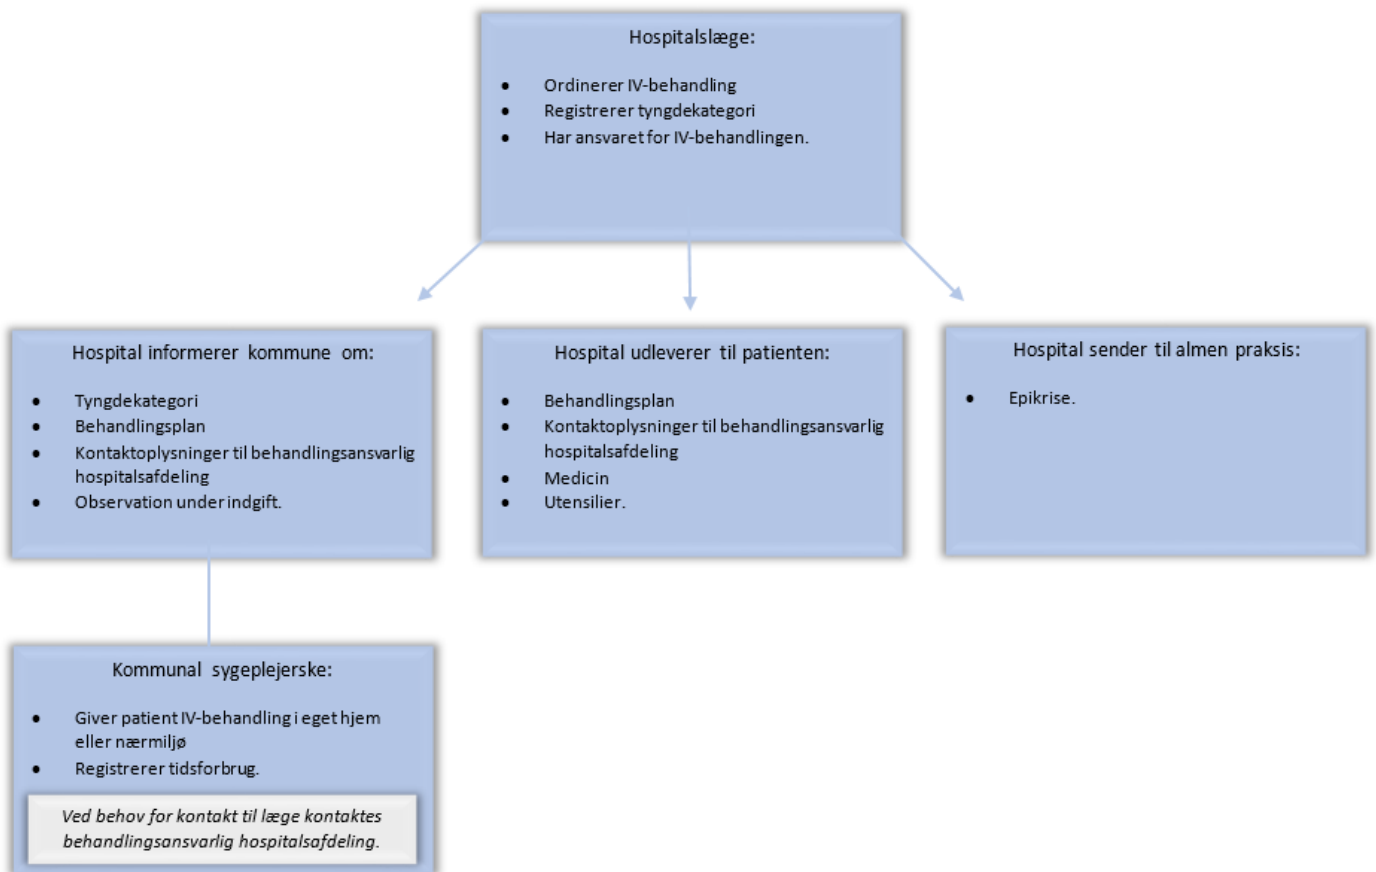 Hospitalslæge:
• Ordinerer IV-behandling
• Registrerer tyngdekategori
• Har ansvaret for IV-behandlingen.
Hospital informerer kommune om:
• Tyngdekategori
• Behandlingsplan
• Kontaktoplysninger til behandlingsansvarlig
hospitalsafdeling
• Observation under indgift.
Hospital udleverer til patienten:
• Behandlingsplan
• Kontaktoplysninger til behandlingsansvarlig
hospitalsafdeling
• Medicin
• Utensilier.
Hospital sender til almen praksis:
• Epikrise.
Kommunal sygeplejerske:
• Giver patient IV-behandling i eget hjem
eller nærmiljø
• Registrerer tidsforbrug.
Ved behov for kontakt til læge kontaktes
behandlingsansvarlig hospitalsafdeling.